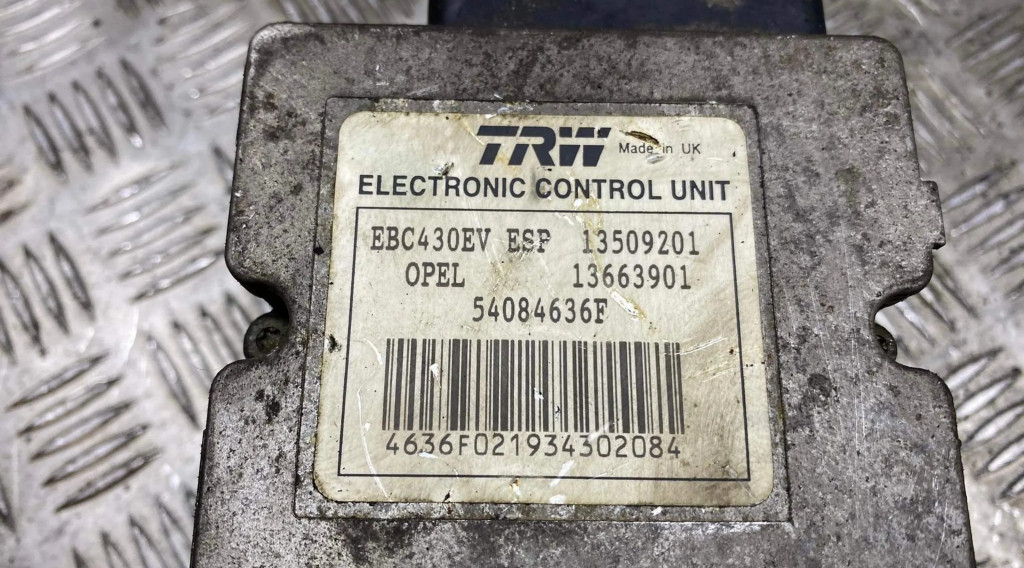 TRW Made in UK
ELECTRONIC CONTROL UNIT
EBC430EV ESP 13509201
OPEL 13663901
54084636F
4636F021934302084